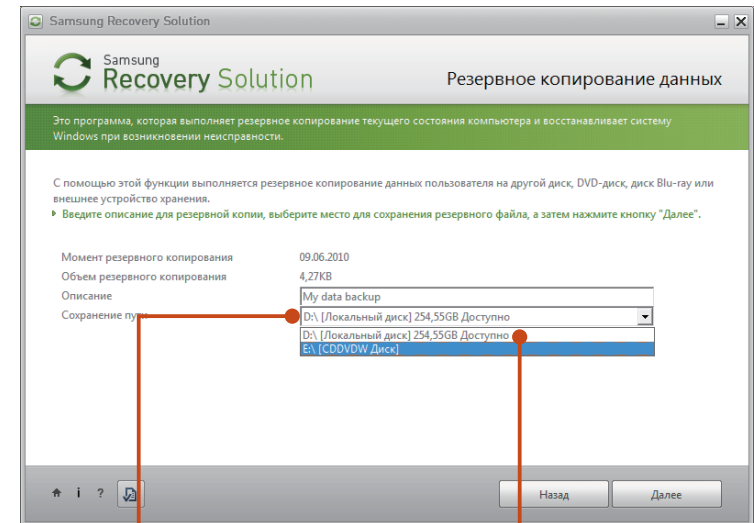 Samsung Recovery Solution
Samsung
Recovery Solution
Резервное копирование данных
Это программа, которая выполняет резервное копирование текущего состояния компьютера и восстанавливает систему
Windows при возникновении неисправности.
С помощью этой функции выполняется резервное копирование данных пользователя на другой диск, DVD-диск, диск Blu-ray или
внешнее устройство хранения.
Введите описание для резервной копии, выберите место для сохранения резервного файла, а затем нажмите кнопку "Далее".
Момент резервного копирования 09.06.2010
Объем резервного копирования 4,27KB
Описание My data backup
Сохранение пути D:\ [Локальный диск] 254,55GB Доступно
D:\ [Локальный диск] 254,55GB Доступно
E:\ [CDDVDW Диск]
i ? Назад Далее